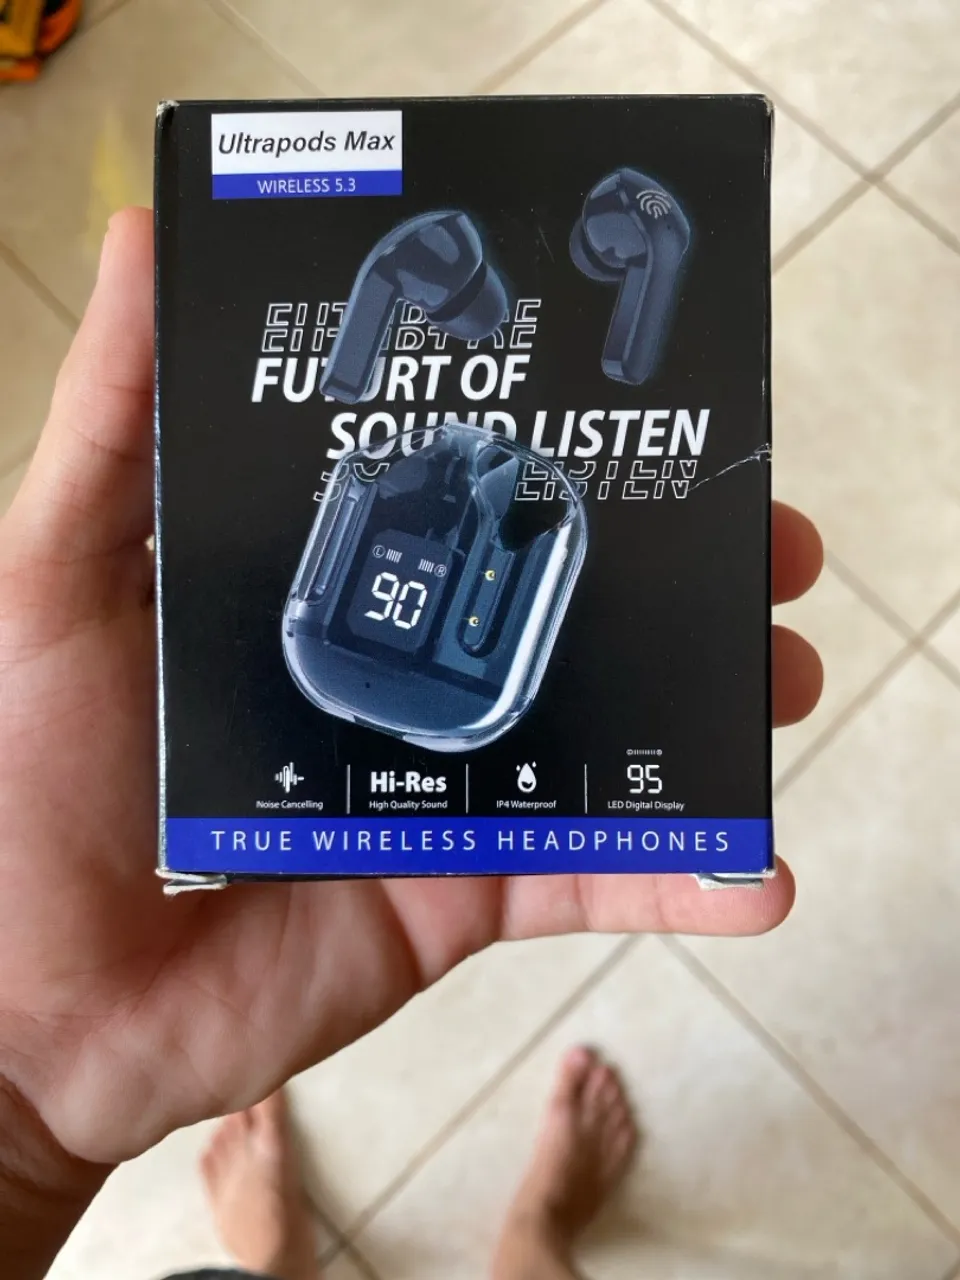 Ultrapods Max
WIRELESS 5.3
FUTURT OF
SOUND LISTEN
L R
90
95
Noise Cancelling
Hi-Res
High Quality Sound
IP4 Waterproof
LED Digital Display
TRUE WIRELESS HEADPHONES